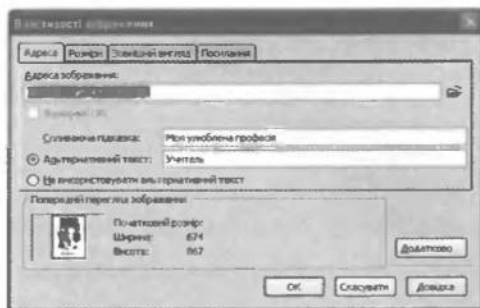 Властивості зображення
Адреса Розміри Зовнішній вигляд Посилання
Адреса зображення:
Спливаюча підказка: Моя улюблена професія
Альтернативний текст: Учитель
Не використовувати альтернативний текст
Попередній перегляд зображення
Початковий розмір:
Ширина: 674
Висота: 867
Додатково
OK Скасувати Довідка